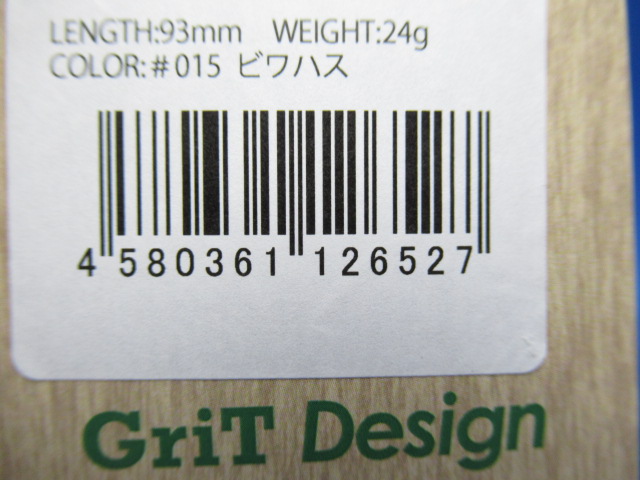 LENGTH:93mm WEIGHT:24g
COLOR:#015 ビワハス
4 580361 126527
GriT Design